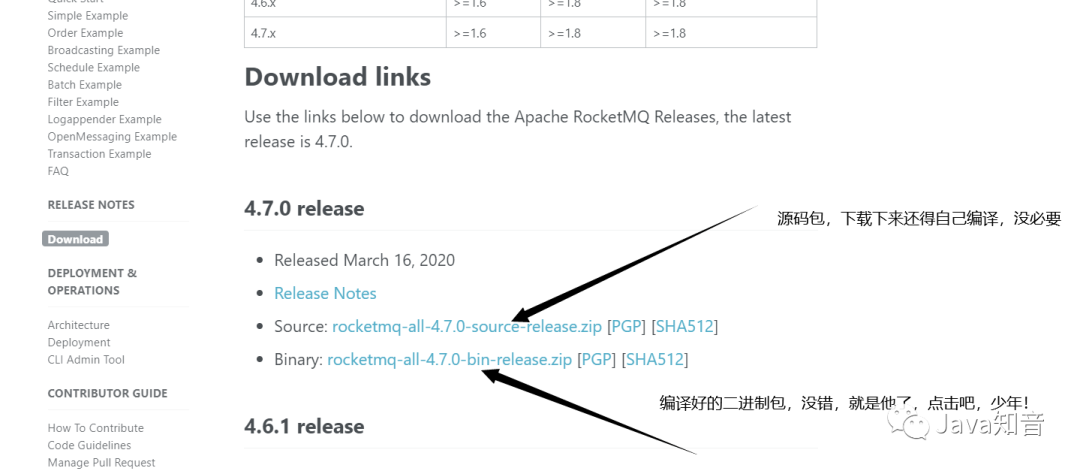 Quick Start
Simple Example
Order Example
Broadcasting Example
Schedule Example
Batch Example
Filter Example
Logappender Example
OpenMessaging Example
Transaction Example
FAQ
RELEASE NOTES
Download
DEPLOYMENT &
OPERATIONS
Architecture
Deployment
CLI Admin Tool
CONTRIBUTOR GUIDE
How To Contribute
Code Guidelines
Manage Pull Request
4.6.x >=1.6 >=1.8 >=1.8
4.7.x >=1.6 >=1.8 >=1.8
Download links
Use the links below to download the Apache RocketMQ Releases, the latest
release is 4.7.0.
4.7.0 release
Released March 16, 2020
Release Notes
Source: rocketmq-all-4.7.0-source-release.zip [PGP] [SHA512]
Binary: rocketmq-all-4.7.0-bin-release.zip [PGP] [SHA512]
4.6.1 release
源码包，下载下来还得自己编译，没必要
编译好的二进制包，没错，就是他了，点击吧，少年！
Java知音